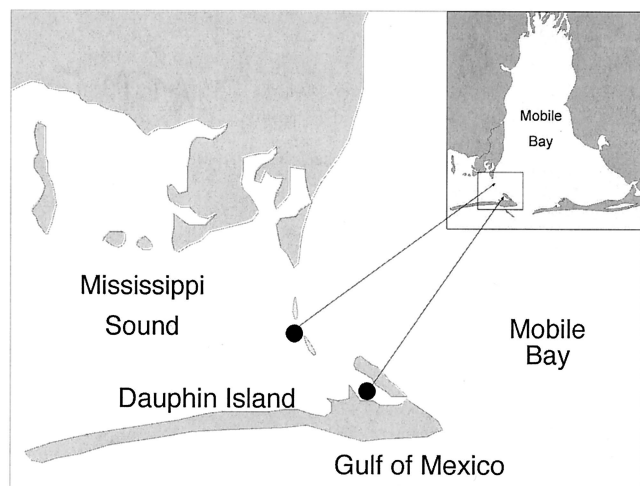 Mobile
Bay
Mississippi
Sound
Mobile
Bay
Dauphin Island
Gulf of Mexico